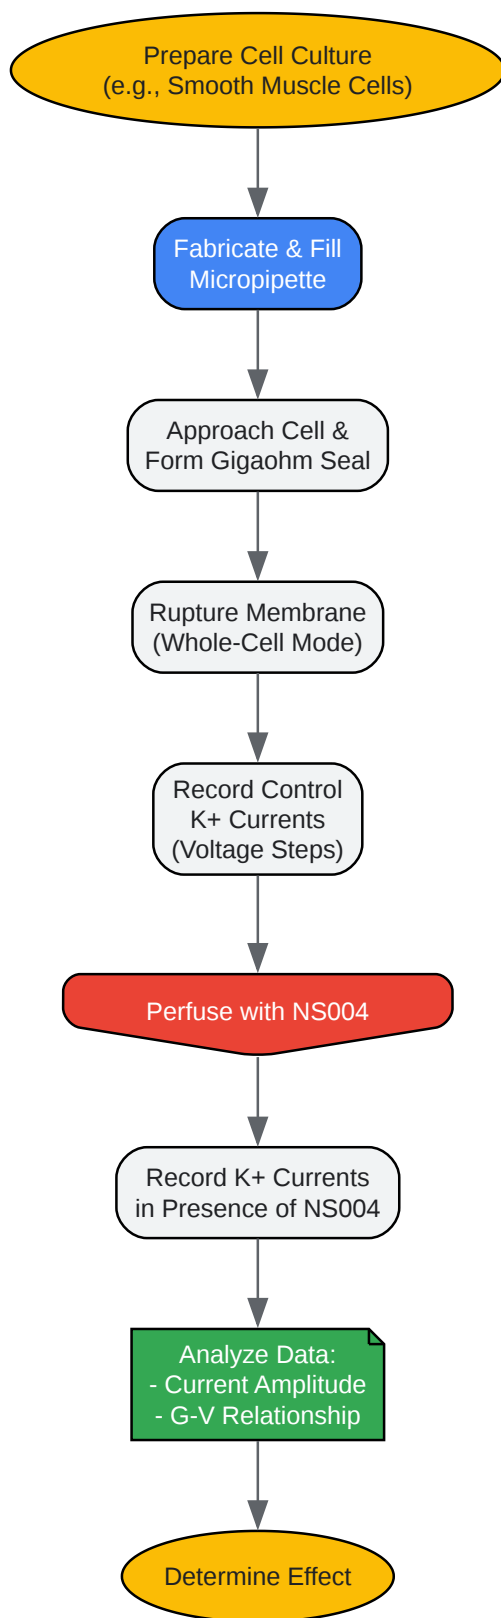 Prepare Cell Culture
(e.g., Smooth Muscle Cells)
Fabricate & Fill
Micropipette
Approach Cell &
Form Gigaohm Seal
Rupture Membrane
(Whole-Cell Mode)
Record Control
K+ Currents
(Voltage Steps)
Perfuse with NS004
Record K+ Currents
in Presence of NS004
Analyze Data:
- Current Amplitude
- G-V Relationship
Determine Effect